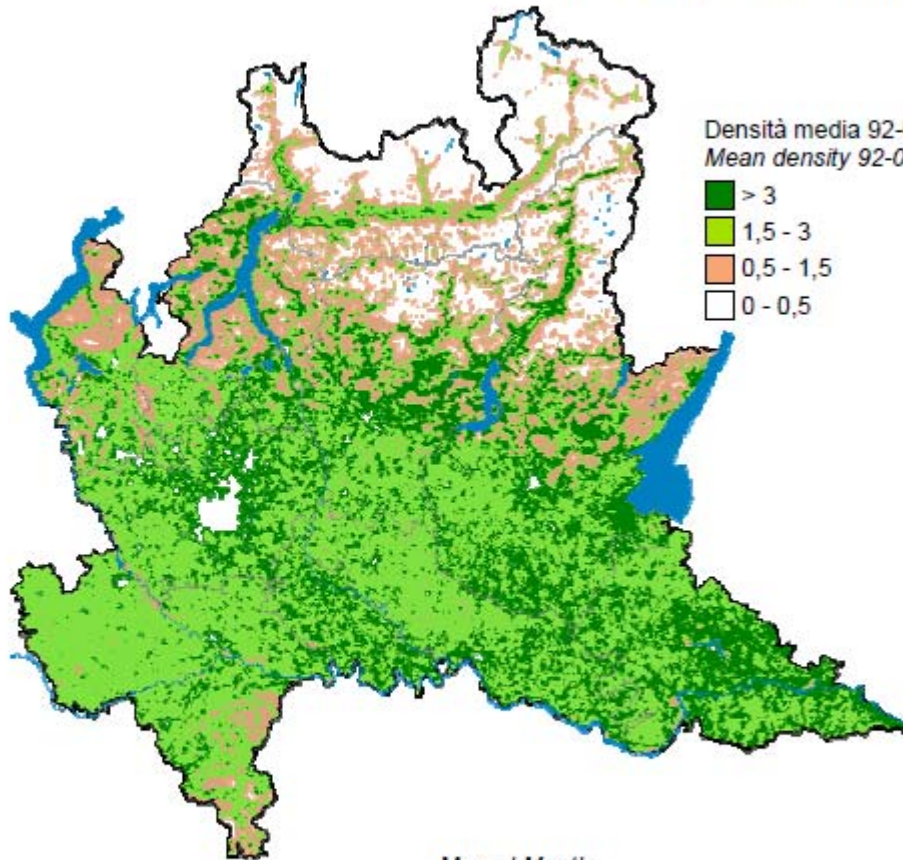 Densità media 92-
Mean density 92-0
> 3
1,5 - 3
0,5 - 1,5
0 - 0,5